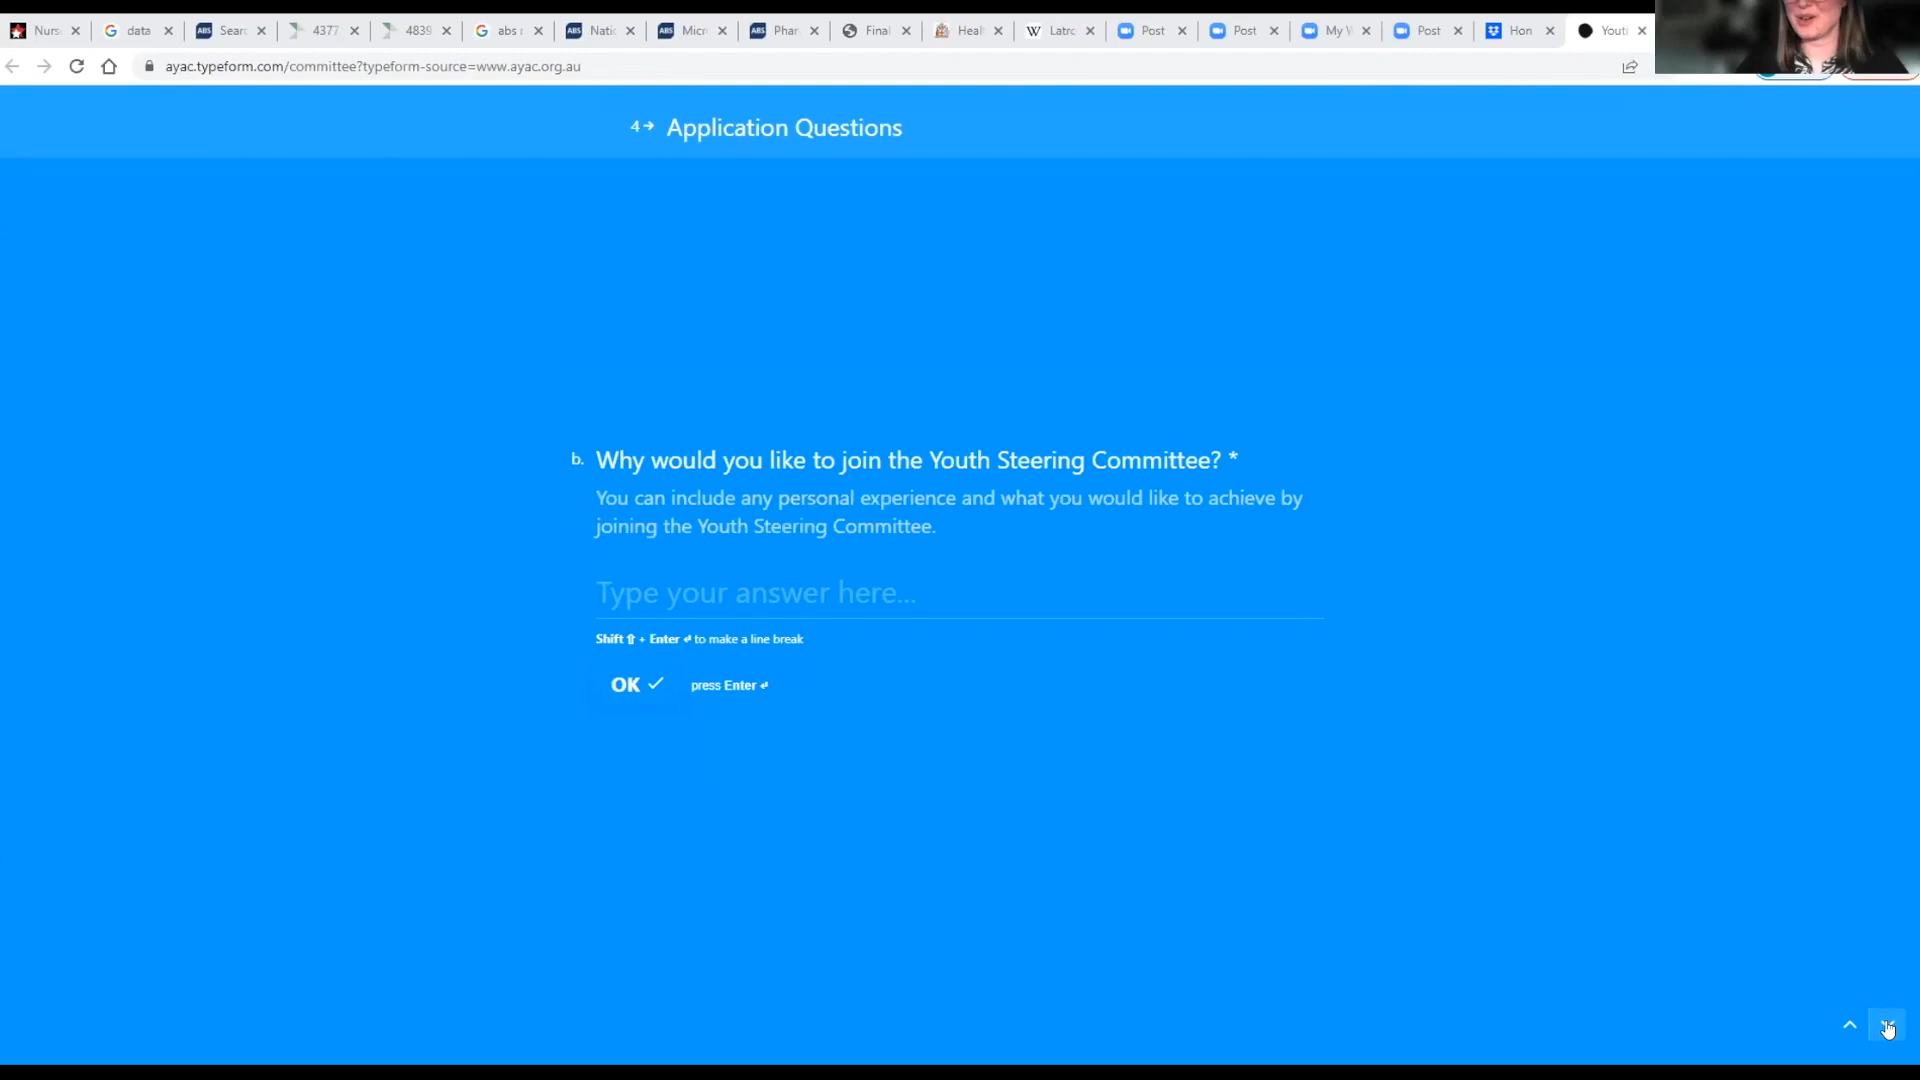 Nurs
data
Sear
4377
4839
abs r
Natic
Micr
Phar
Final
Heal
W Latro
Post
Post
My V
Post
Hon
Youtl
ayac.typeform.com/committee?typeform-source=www.ayac.org.au
4 → Application Questions
b. Why would you like to join the Youth Steering Committee? *
You can include any personal experience and what you would like to achieve by
joining the Youth Steering Committee.
Type your answer here...
Shift ⇧ + Enter ↵ to make a line break
OK ✓ press Enter ↵